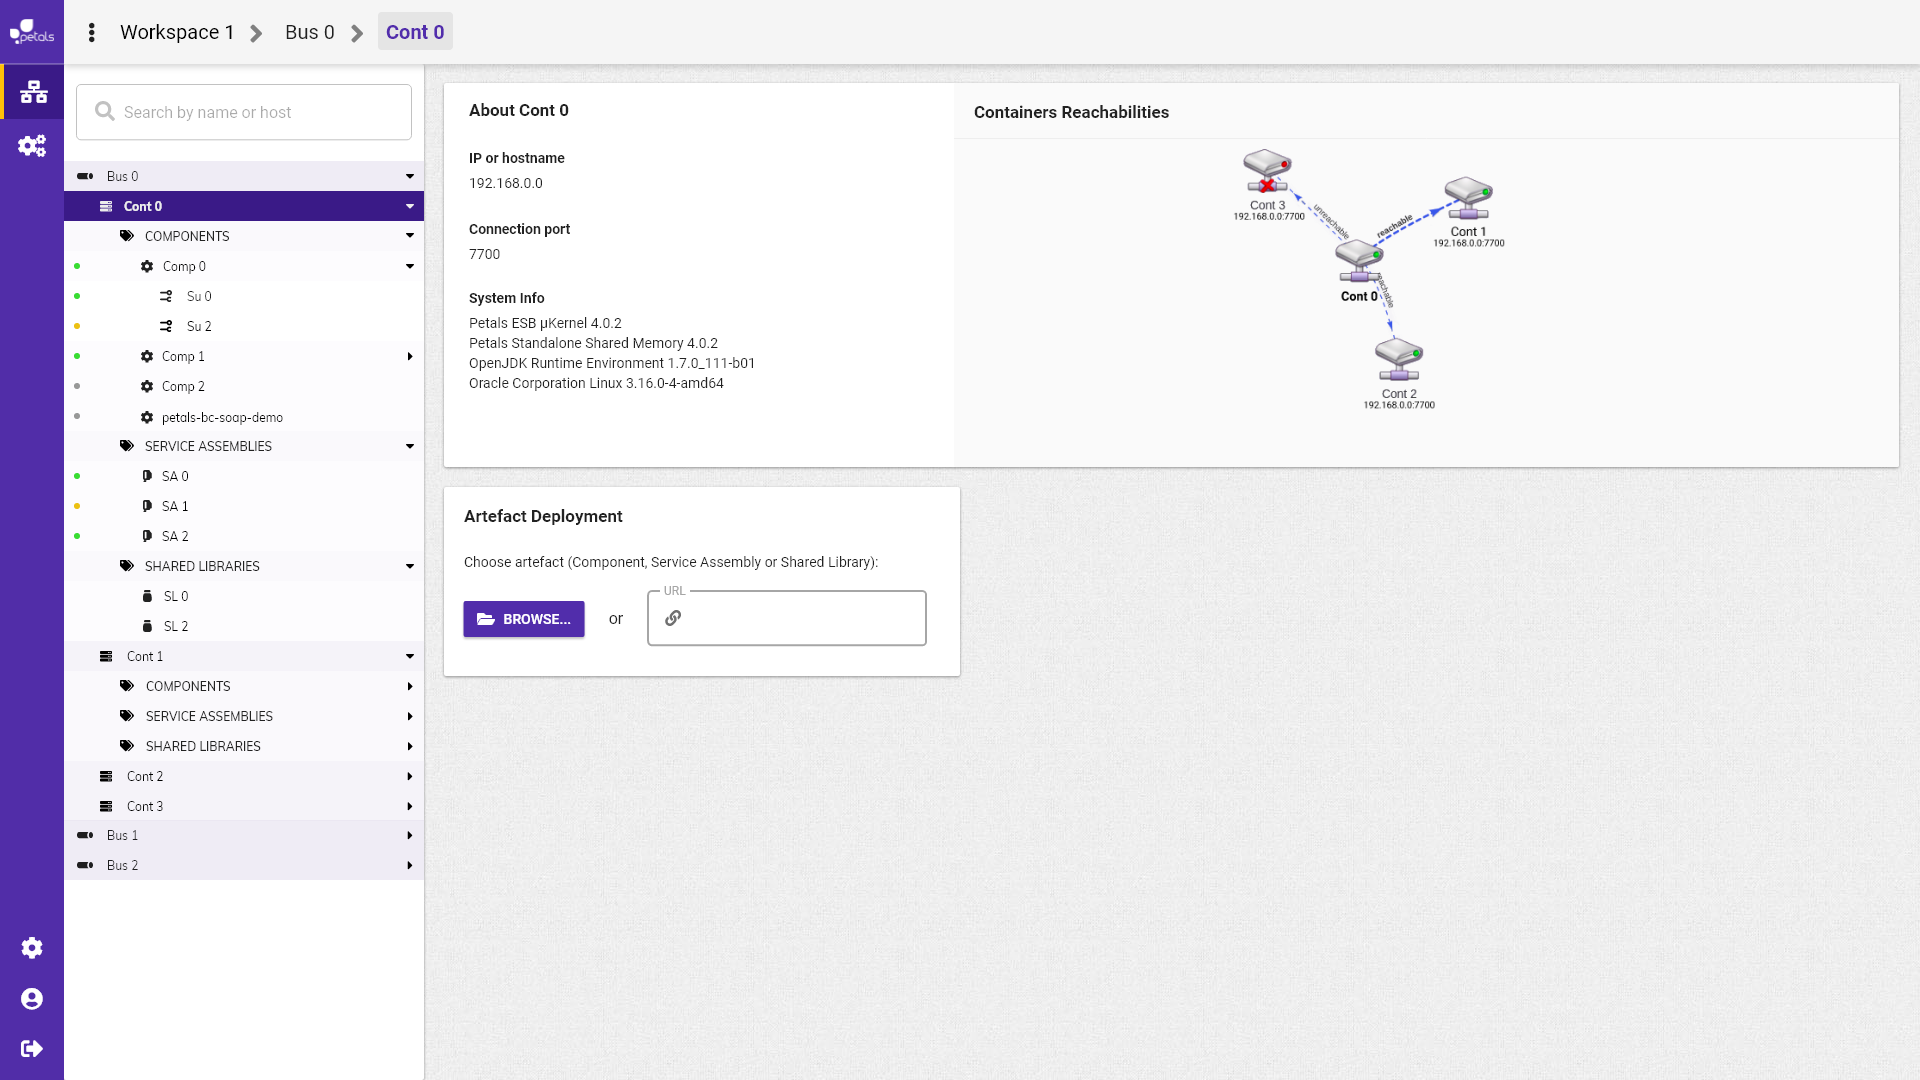 petals
Workspace 1
Bus 0
Cont 0
Search by name or host
Bus 0
Cont 0
COMPONENTS
Comp 0
Su 0
Su 2
Comp 1
Comp 2
petals-bc-soap-demo
SERVICE ASSEMBLIES
SA 0
SA 1
SA 2
SHARED LIBRARIES
SL 0
SL 2
Cont 1
COMPONENTS
SERVICE ASSEMBLIES
SHARED LIBRARIES
Cont 2
Cont 3
Bus 1
Bus 2
About Cont 0
IP or hostname
192.168.0.0
Connection port
7700
System Info
Petals ESB µKernel 4.0.2
Petals Standalone Shared Memory 4.0.2
OpenJDK Runtime Environment 1.7.0_111-b01
Oracle Corporation Linux 3.16.0-4-amd64
Containers Reachabilities
Cont 3
192.168.0.0:7700
unreachable
reachable
Cont 1
192.168.0.0:7700
Cont 0
reachable
Cont 2
192.168.0.0:7700
Artefact Deployment
Choose artefact (Component, Service Assembly or Shared Library):
BROWSE...
or
URL